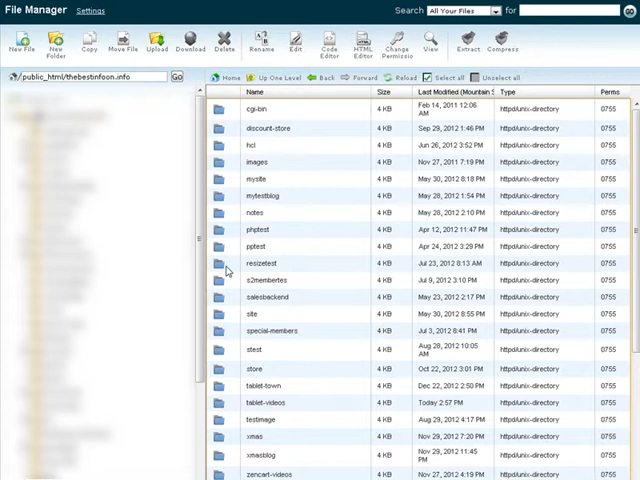 File Manager Settings Search All Your Files for Go
New File New Folder Copy Move File Upload Download Delete Rename Edit Code Editor HTML Editor Change Permissio View Extract Compress
/public_html/thebestinfoon.info Go Home Up One Level Back Forward Reload Select all Unselect all
Name Size Last Modified (Mountain S Type Perms
cgi-bin 4 KB Feb 14, 2011 12:06 AM httpd/unix-directory 0755
discount-store 4 KB Sep 29, 2012 1:46 PM httpd/unix-directory 0755
hcl 4 KB Jun 26, 2012 3:52 PM httpd/unix-directory 0755
images 4 KB Nov 27, 2011 7:19 PM httpd/unix-directory 0755
mysite 4 KB May 30, 2012 8:18 PM httpd/unix-directory 0755
mytestblog 4 KB May 28, 2012 1:54 PM httpd/unix-directory 0755
notes 4 KB May 28, 2012 2:10 PM httpd/unix-directory 0755
phptest 4 KB Apr 12, 2012 11:47 PM httpd/unix-directory 0755
pptest 4 KB Apr 24, 2012 3:29 PM httpd/unix-directory 0755
resizetest 4 KB Jul 23, 2012 8:13 AM httpd/unix-directory 0755
s2membertes 4 KB Jul 9, 2012 3:10 PM httpd/unix-directory 0755
salesbackend 4 KB May 23, 2012 2:17 PM httpd/unix-directory 0755
site 4 KB May 30, 2012 8:55 PM httpd/unix-directory 0755
special-members 4 KB Jul 3, 2012 8:41 PM httpd/unix-directory 0755
stest 4 KB Aug 28, 2012 10:05 AM httpd/unix-directory 0755
store 4 KB Oct 22, 2012 3:01 PM httpd/unix-directory 0755
tablet-town 4 KB Dec 22, 2012 2:50 PM httpd/unix-directory 0755
tablet-videos 4 KB Today 2:57 PM httpd/unix-directory 0755
testimage 4 KB Aug 29, 2012 4:17 PM httpd/unix-directory 0755
xmas 4 KB Nov 29, 2012 7:20 PM httpd/unix-directory 0755
xmasblog 4 KB Nov 29, 2012 11:45 PM httpd/unix-directory 0755
zencart-videos 4 KB Nov 27, 2012 4:19 PM httpd/unix-directory 0755